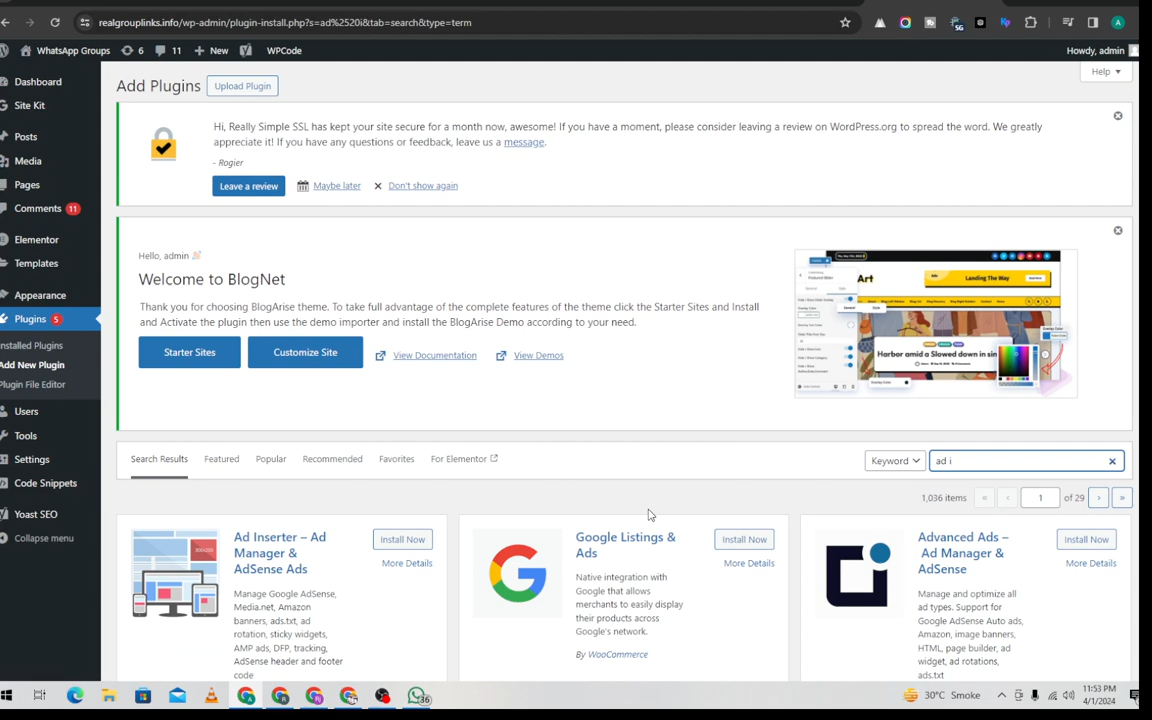 realgrouplinks.info/wp-admin/plugin-install.php?s=ad%2520i&tab=search&type=term
WhatsApp Groups 6 11 New WPCode Howdy, admin
Dashboard
Site Kit
Posts
Media
Pages
Comments 11
Elementor
Templates
Appearance
Plugins 5
nstalled Plugins
Add New Plugin
Plugin File Editor
Users
Tools
Settings
Code Snippets
Yoast SEO
Collapse menu
Add Plugins Upload Plugin Help
Hi, Really Simple SSL has kept your site secure for a month now, awesome! If you have a moment, please consider leaving a review on WordPress.org to spread the word. We greatly
appreciate it! If you have any questions or feedback, leave us a message.
- Rogier
Leave a review Maybe later Don't show again
Hello, admin
Welcome to BlogNet
Thank you for choosing BlogArise theme. To take full advantage of the complete features of the theme click the Starter Sites and Install
and Activate the plugin then use the demo importer and install the BlogArise Demo according to your need.
Starter Sites Customize Site View Documentation View Demos
Art
Landing The Way
Harbor amid a Slowed down in sin
Search Results Featured Popular Recommended Favorites For Elementor Keyword ad i
1,036 items « ‹ 1 of 29 › »
Ad Inserter – Ad
Manager &
AdSense Ads
Install Now
More Details
Manage Google AdSense,
Media.net, Amazon
banners, ads.txt, ad
rotation, sticky widgets,
AMP ads, DFP, tracking,
AdSense header and footer
code
Google Listings &
Ads
Install Now
More Details
Native integration with
Google that allows
merchants to easily display
their products across
Google's network.
By WooCommerce
Advanced Ads –
Ad Manager &
AdSense
Install Now
More Details
Manage and optimize all
ad types. Support for
Google AdSense Auto ads,
Amazon, image banners,
HTML, page builder, ad
widget, ad rotations,
ads.txt
36
30°C Smoke
11:53 PM
4/1/2024